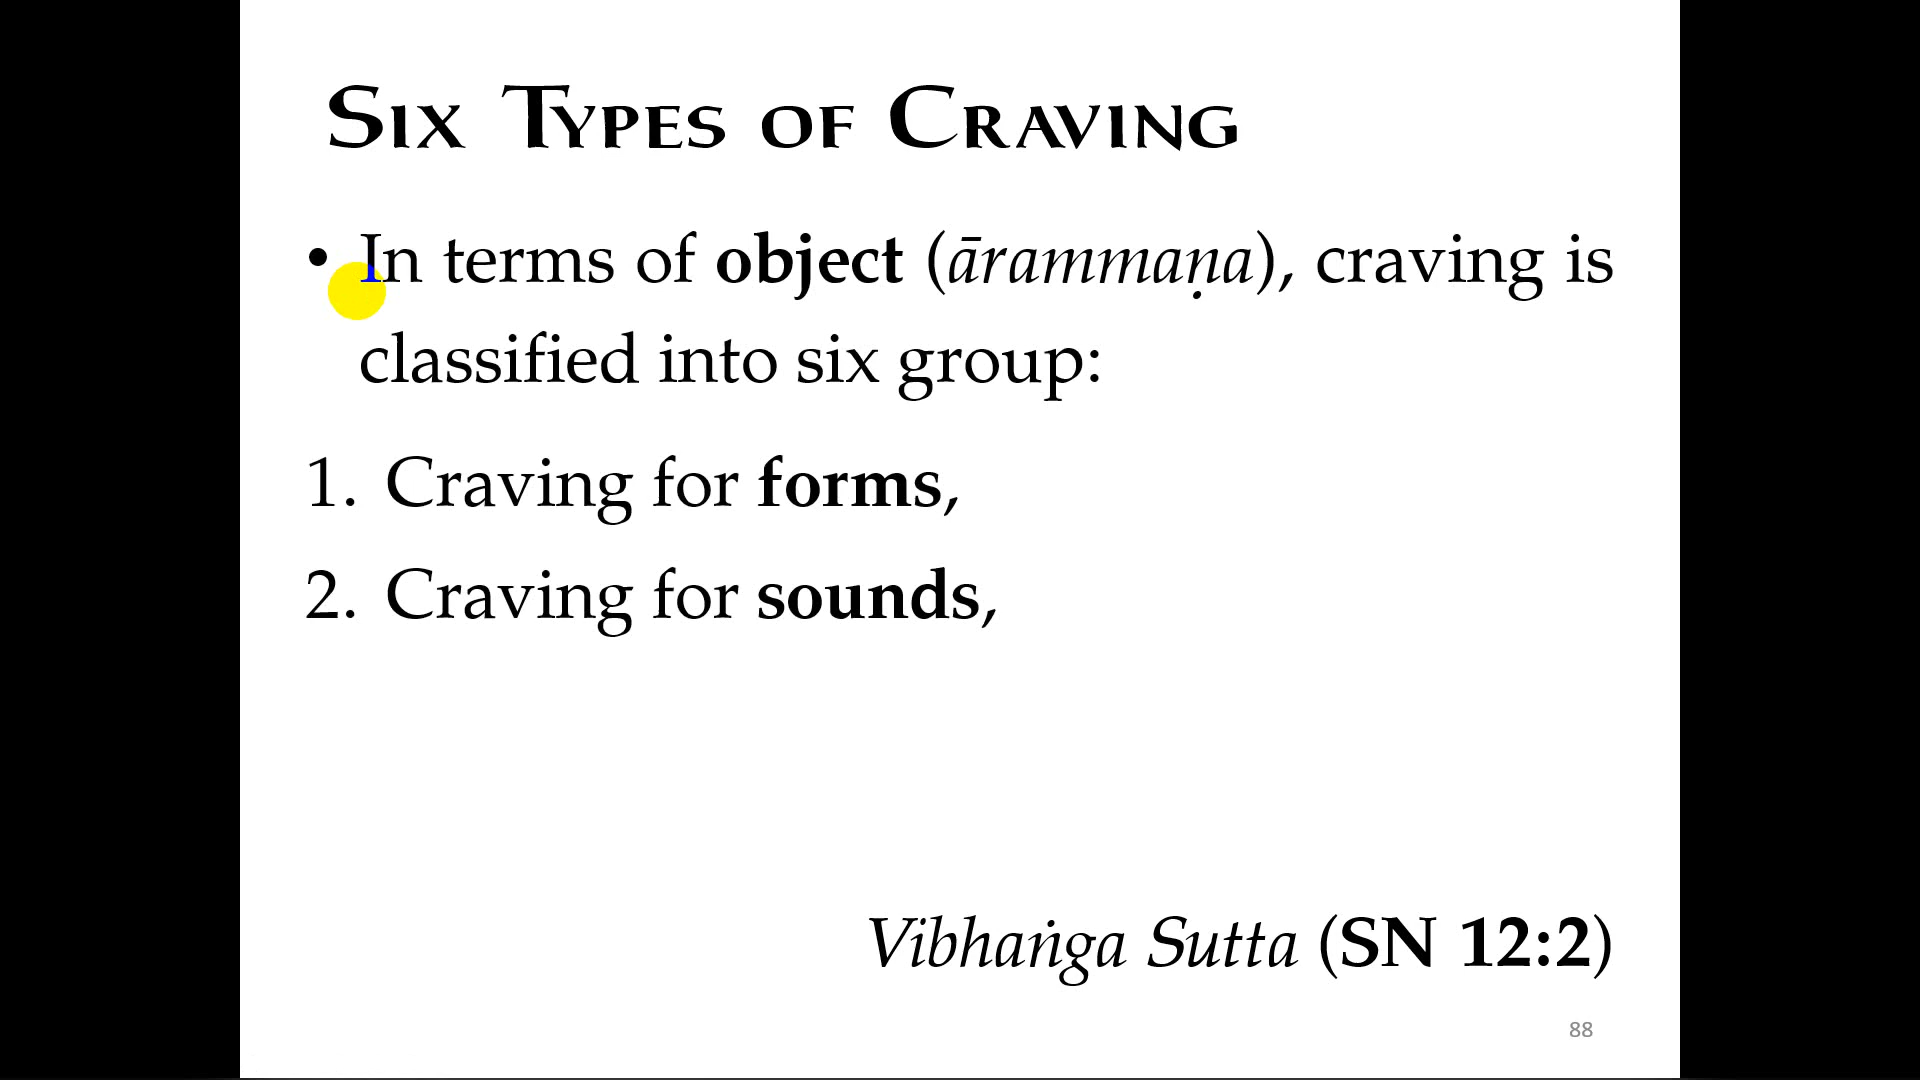 Six Types of Craving
• In terms of object (ārammaṇa), craving is
classified into six group:
1. Craving for forms,
2. Craving for sounds,
Vibhaṅga Sutta (SN 12:2)
88